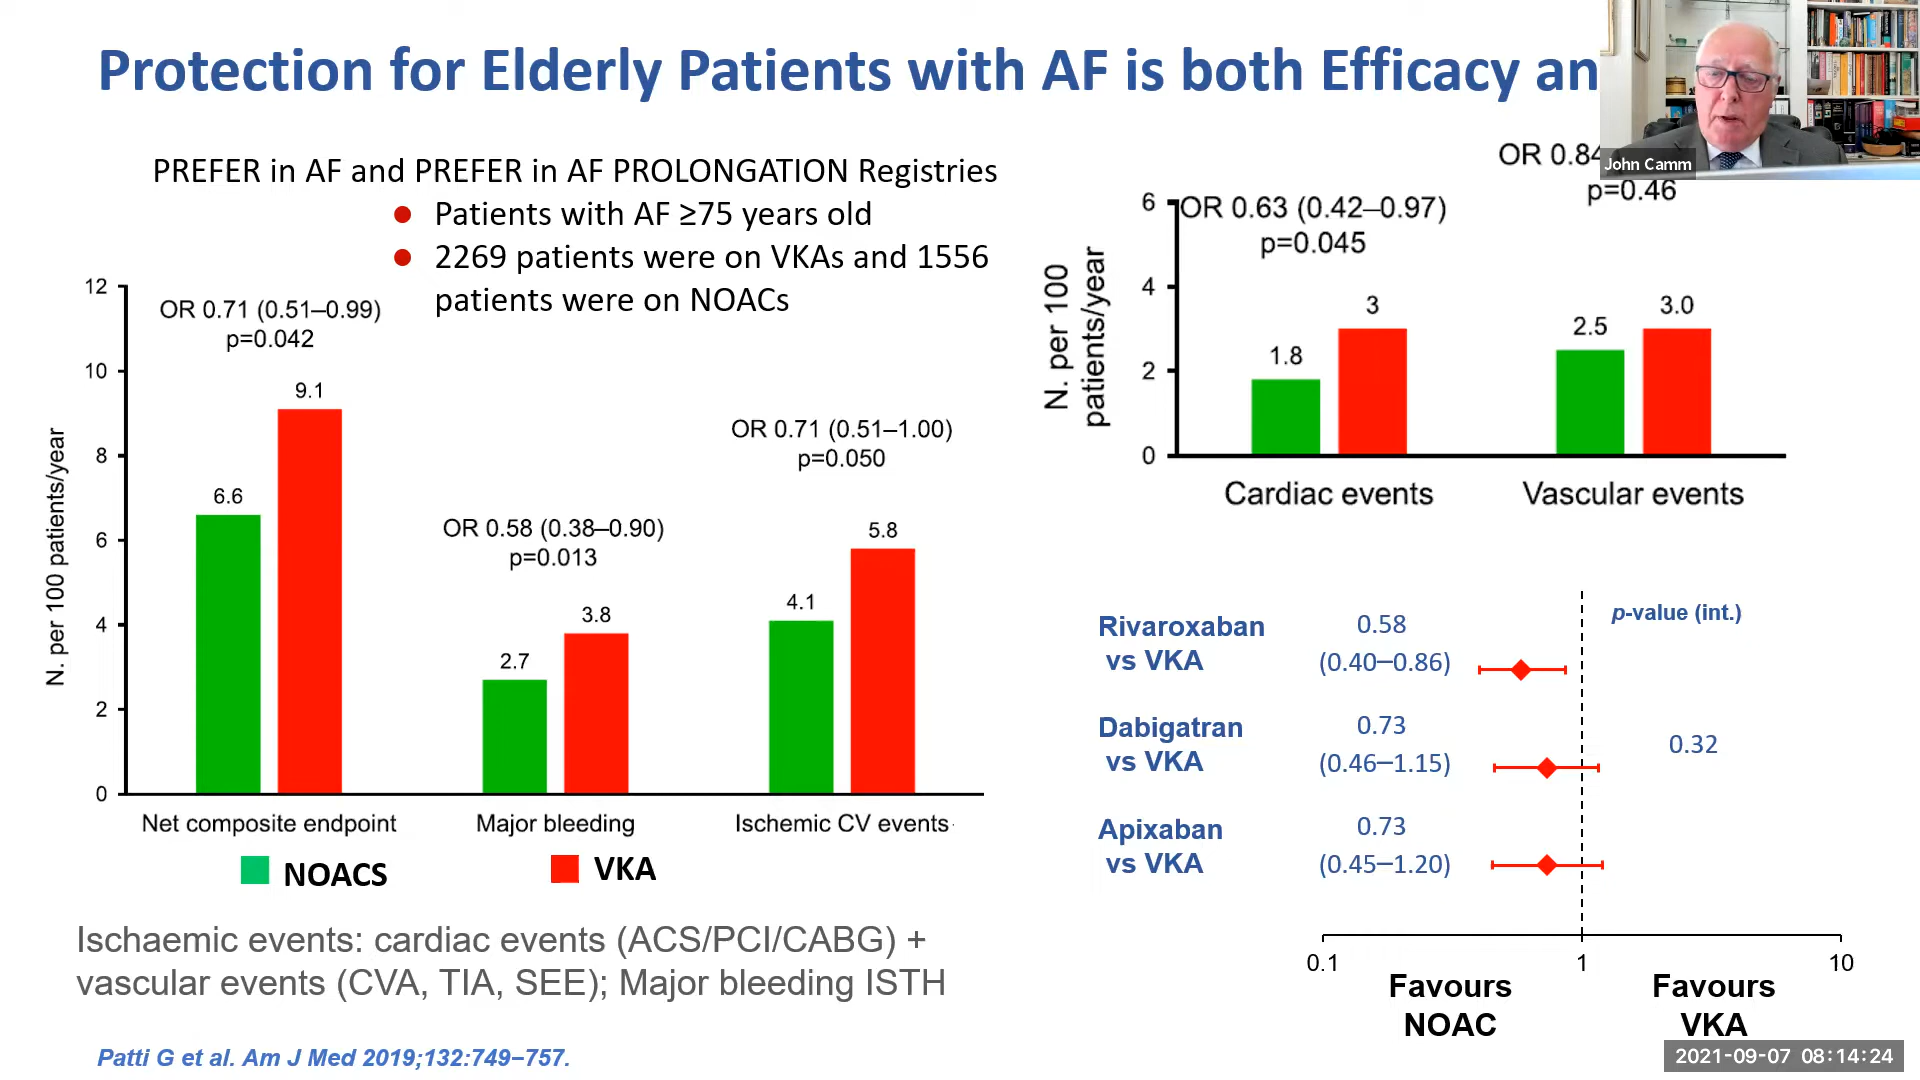 Protection for Elderly Patients with AF is both Efficacy an
John Camm
PREFER in AF and PREFER in AF PROLONGATION Registries
● Patients with AF ≥75 years old
● 2269 patients were on VKAs and 1556
patients were on NOACs
N. per 100 patients/year
12
10
8
6
4
2
0
OR 0.71 (0.51–0.99)
p=0.042
6.6
9.1
OR 0.58 (0.38–0.90)
p=0.013
2.7
3.8
OR 0.71 (0.51–1.00)
p=0.050
4.1
5.8
Net composite endpoint
Major bleeding
Ischemic CV events
NOACS
VKA
Ischaemic events: cardiac events (ACS/PCI/CABG) +
vascular events (CVA, TIA, SEE); Major bleeding ISTH
Patti G et al. Am J Med 2019;132:749–757.
N. per 100
patients/year
6
4
2
0
OR 0.63 (0.42–0.97)
p=0.045
1.8
3
OR 0.84
p=0.46
2.5
3.0
Cardiac events
Vascular events
p-value (int.)
Rivaroxaban
vs VKA
0.58
(0.40–0.86)
Dabigatran
vs VKA
0.73
(0.46–1.15)
0.32
Apixaban
vs VKA
0.73
(0.45–1.20)
0.1
1
10
Favours
NOAC
Favours
VKA
2021-09-07 08:14:24